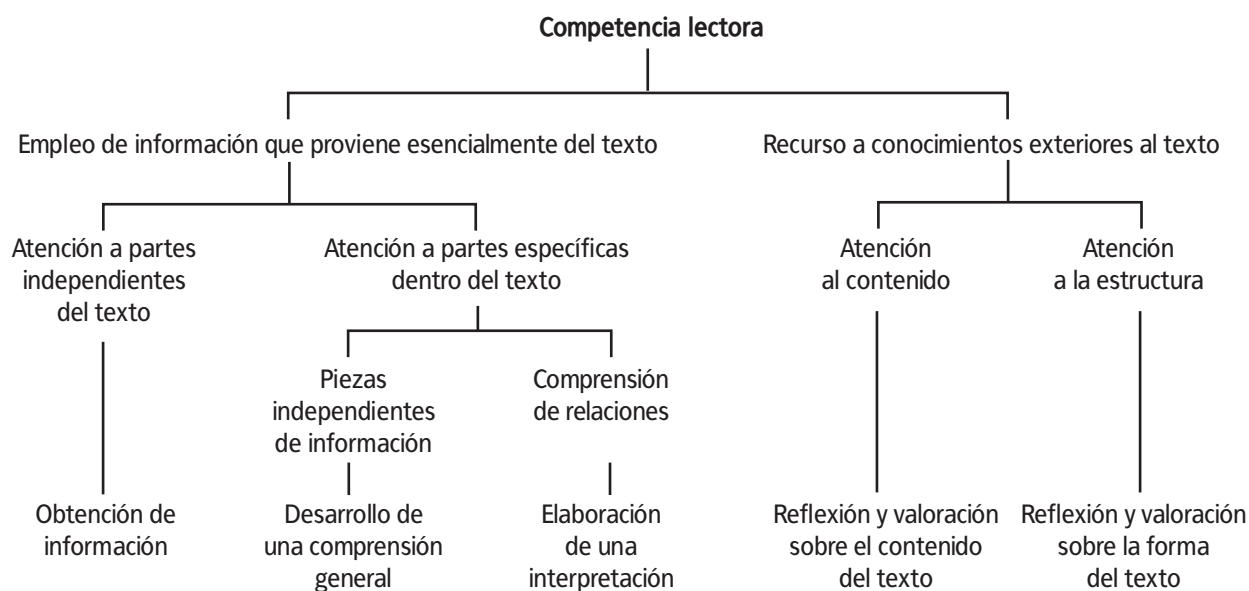 Competencia lectora
Empleo de información que proviene esencialmente del texto
Recurso a conocimientos exteriores al texto
Atención a partes
independientes
del texto
Atención a partes específicas
dentro del texto
Atención
al contenido
Atención
a la estructura
Piezas
independientes
de información
Comprensión
de relaciones
Obtención de
información
Desarrollo de
una comprensión
general
Elaboración
de una
interpretación
Reflexión y valoración
sobre el contenido
del texto
Reflexión y valoración
sobre la forma
del texto